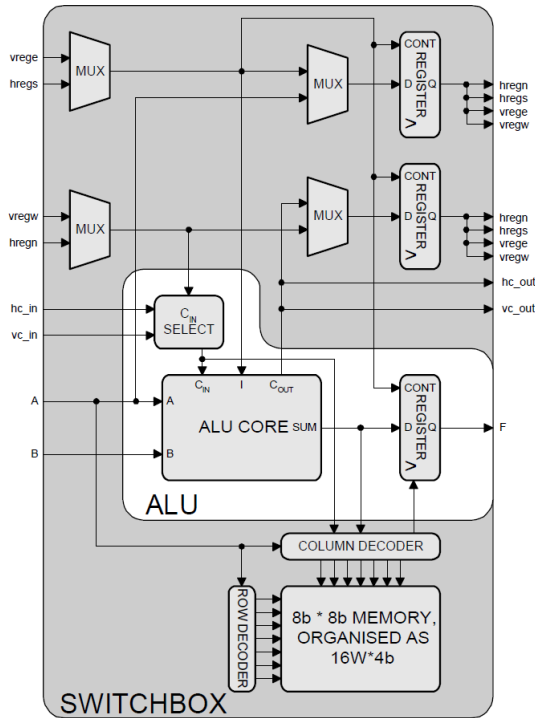 vrege
hregs
MUX
MUX
CONT
D Q
REGISTER
>
hregn
hregs
vrege
vregw
vregw
hregn
MUX
MUX
CONT
D Q
REGISTER
>
hregn
hregs
vrege
vregw
hc_out
vc_out
hc_in
vc_in
CIN
SELECT
CIN I COUT
A
A
ALU CORE
SUM
B
B
CONT
D Q
REGISTER
>
F
ALU
COLUMN DECODER
ROW DECODER
8b * 8b MEMORY,
ORGANISED AS
16W*4b
SWITCHBOX